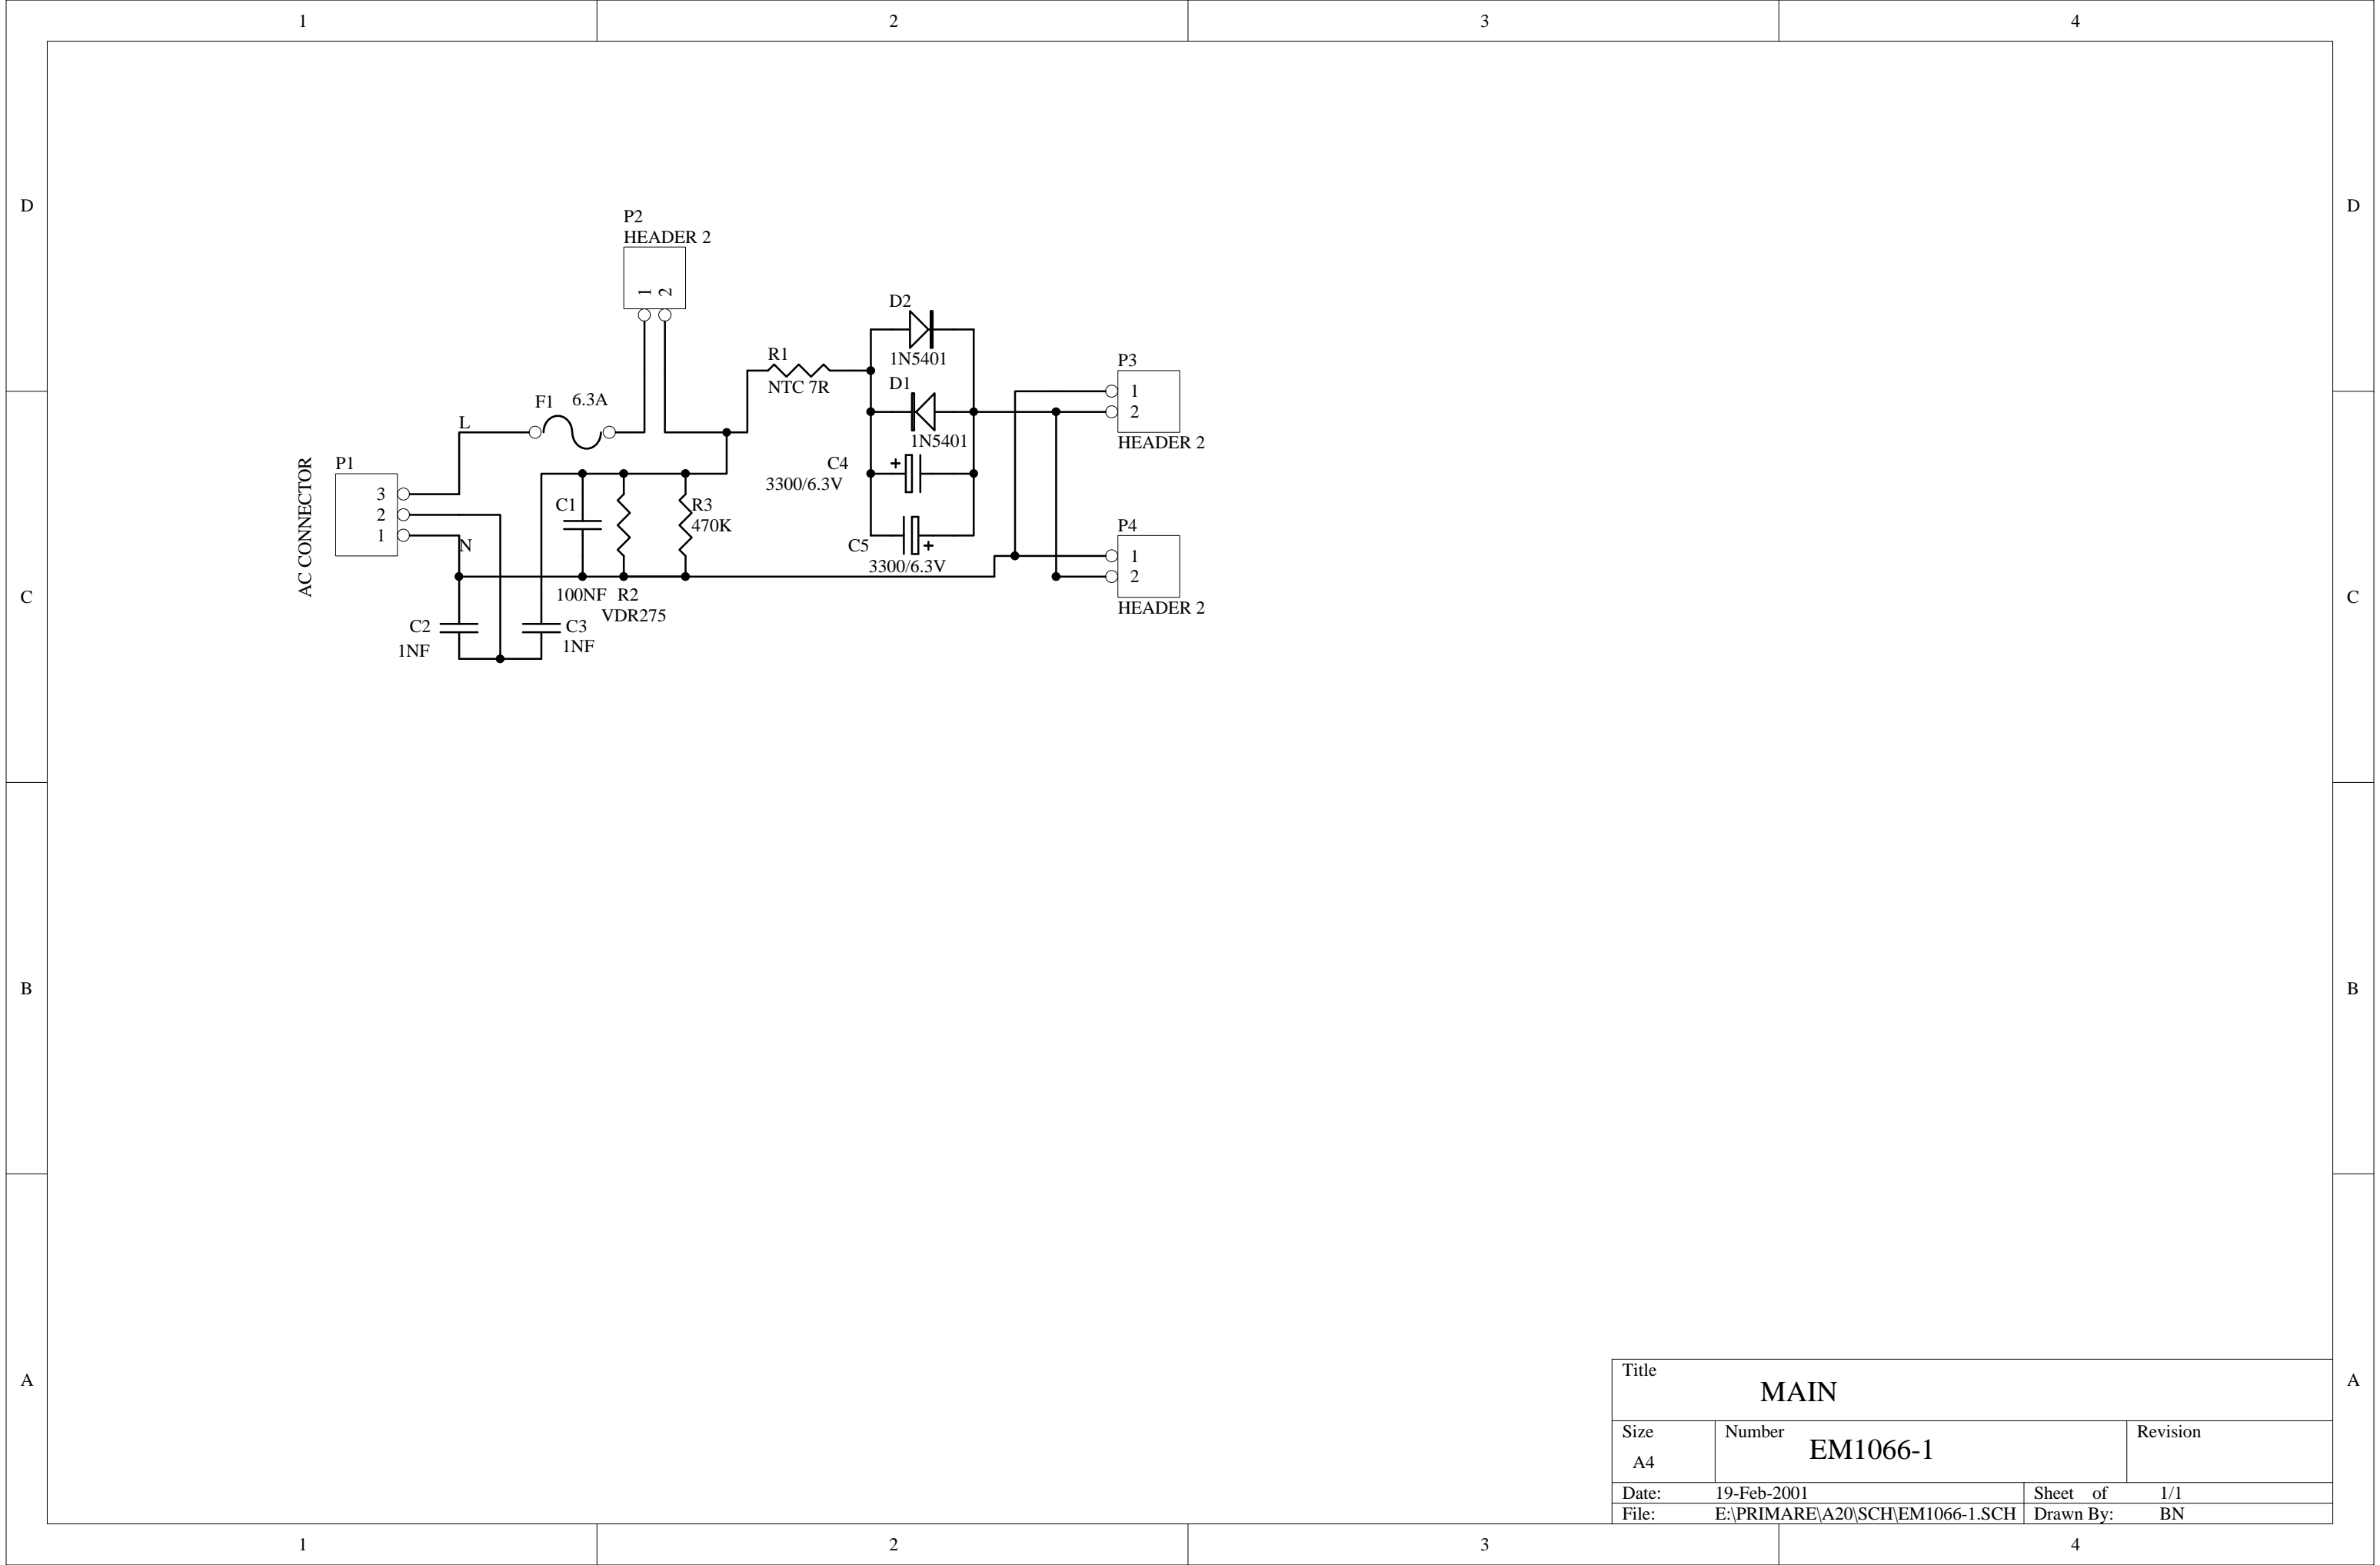 1 2 3 4
D D
P2
HEADER 2
1 2
D2
1N5401
R1
NTC 7R
D1
1N5401
P3
1
2
HEADER 2
F1 6.3A
L
AC CONNECTOR
P1
3
2
1
N
C1
100NF
R2
VDR275
R3
470K
C4
3300/6.3V
C5
3300/6.3V
P4
1
2
HEADER 2
C C
C2
1NF
C3
1NF
B B
A A
Title
MAIN
Size
A4
Number
EM1066-1
Revision
Date: 19-Feb-2001 Sheet of 1/1
File: E:\PRIMARE\A20\SCH\EM1066-1.SCH Drawn By: BN
1 2 3 4